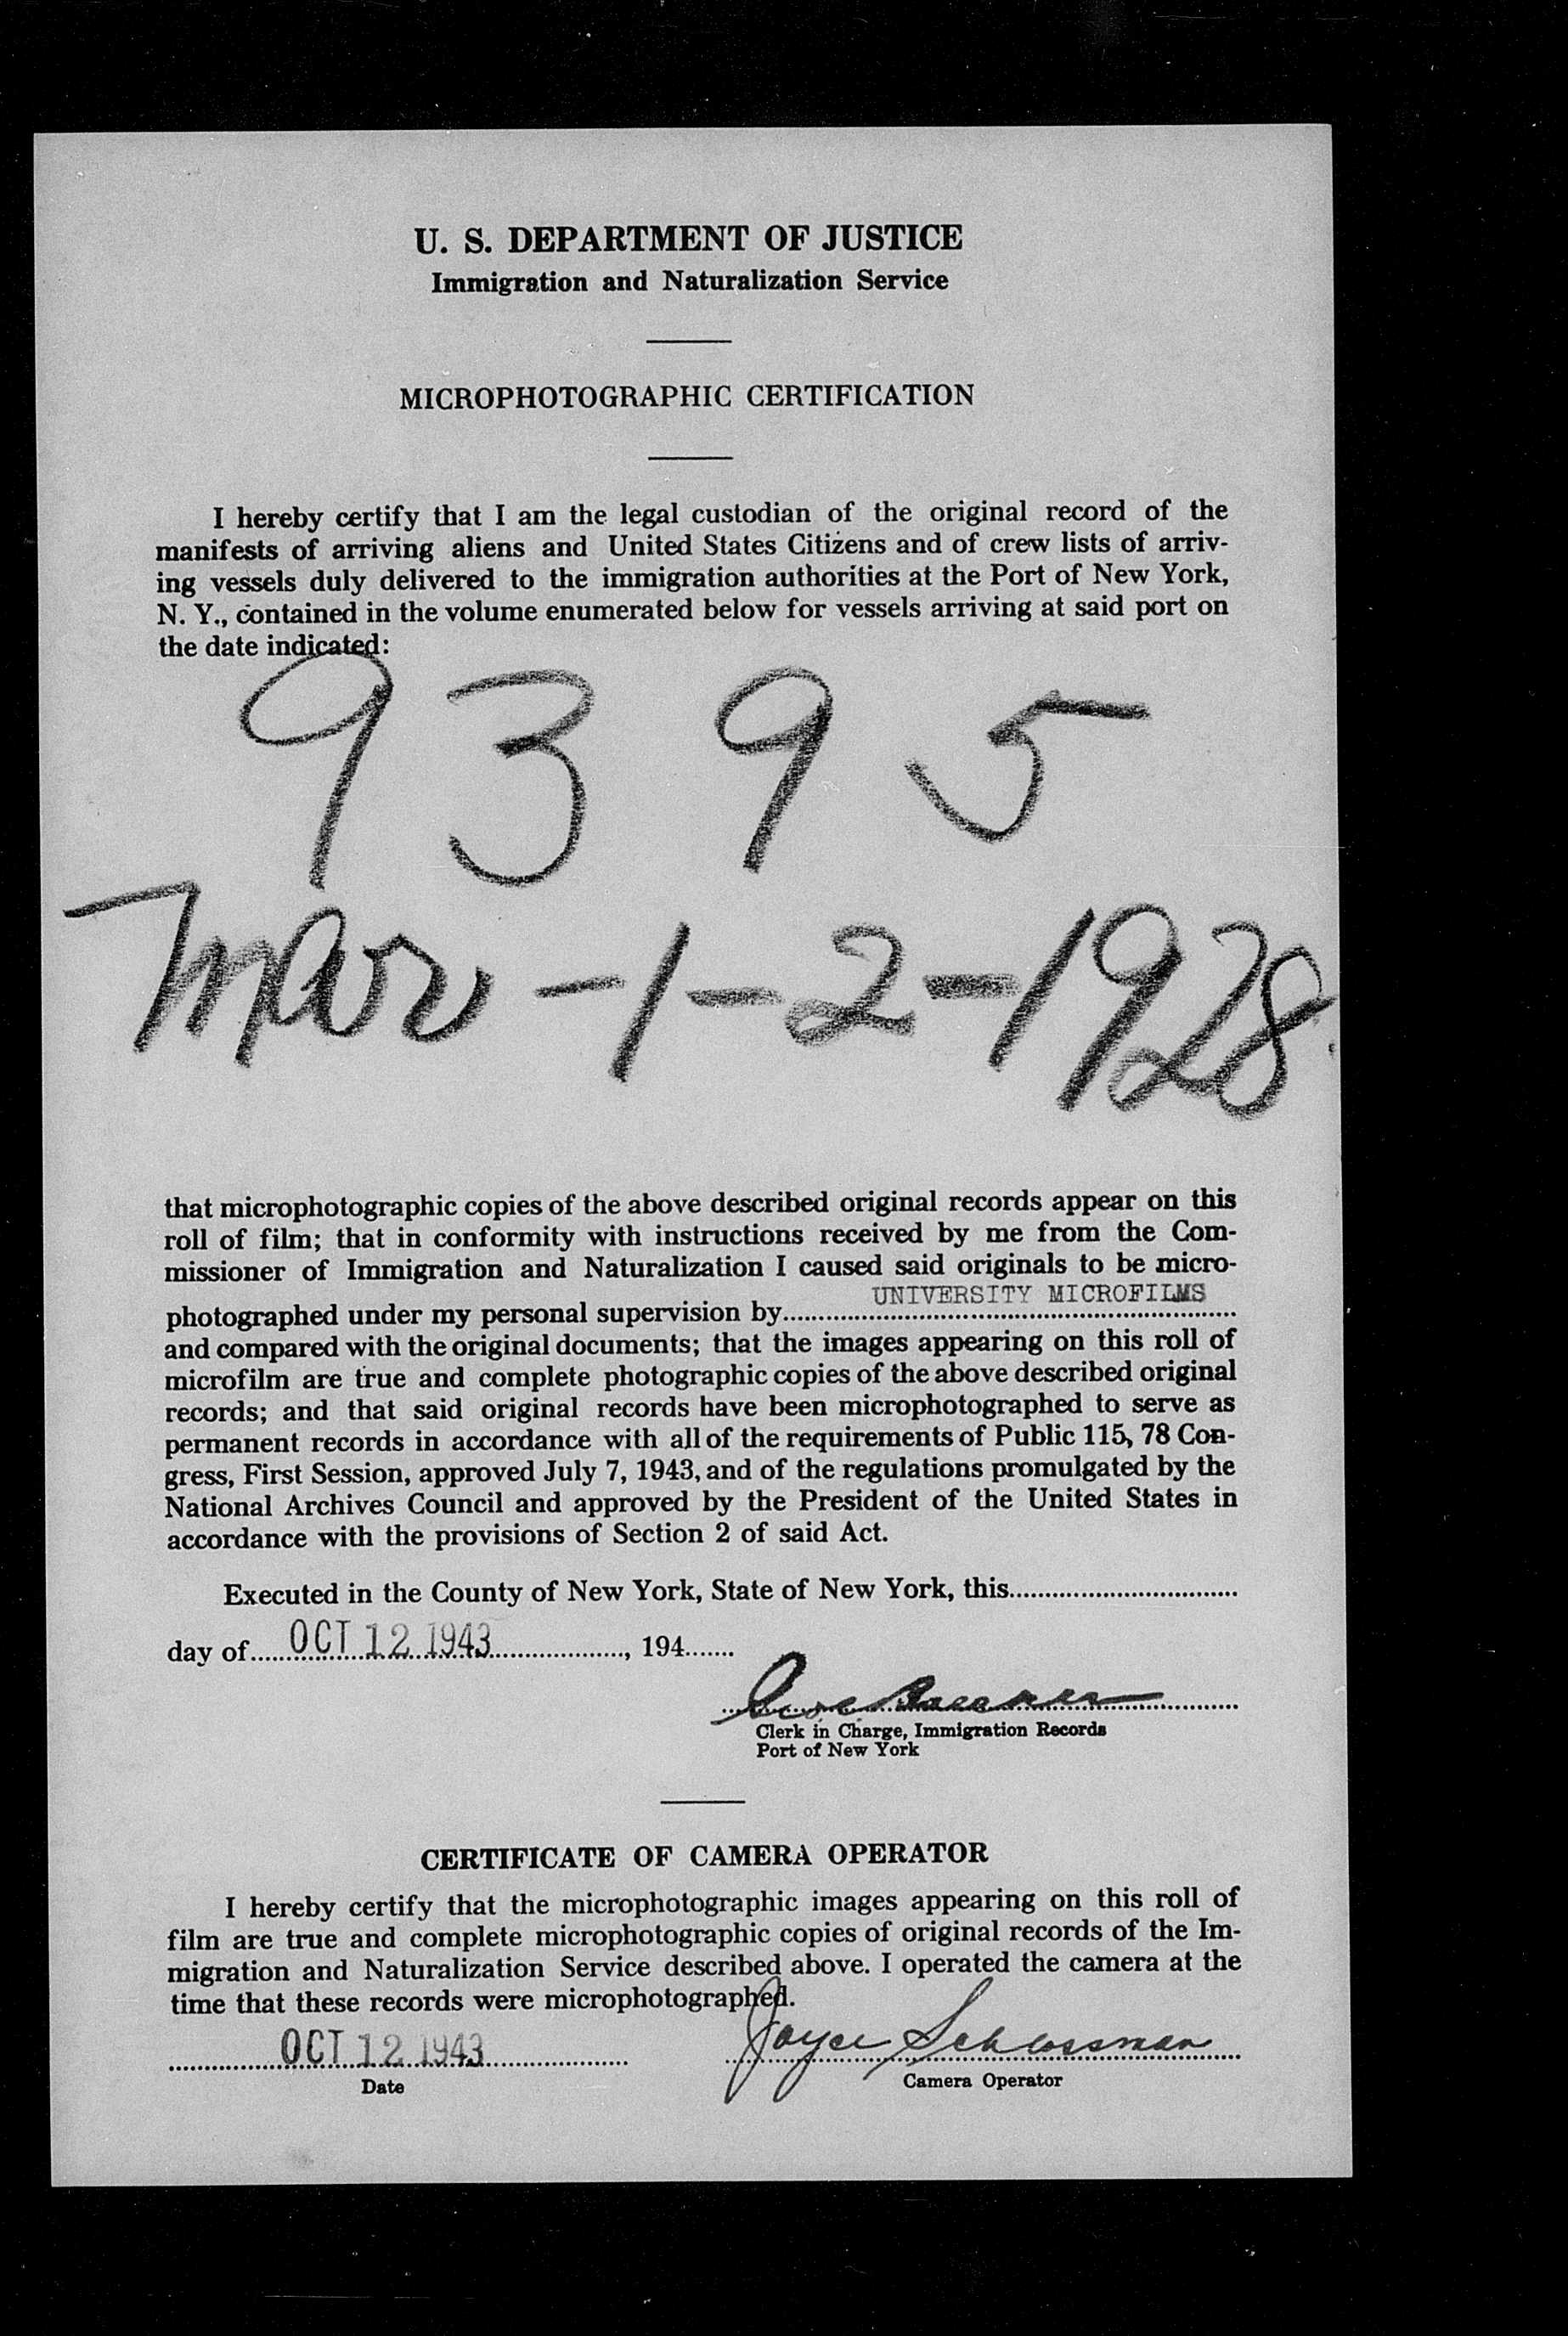 U. S. DEPARTMENT OF JUSTICE
Immigration and Naturalization Service
MICROPHOTOGRAPHIC CERTIFICATION
I hereby certify that I am the legal custodian of the original record of the
manifests of arriving aliens and United States Citizens and of crew lists of arriv-
ing vessels duly delivered to the immigration authorities at the Port of New York,
N. Y., contained in the volume enumerated below for vessels arriving at said port on
the date indicated:
9395
Mar-1-2-1928
that microphotographic copies of the above described original records appear on this
roll of film; that in conformity with instructions received by me from the Com-
missioner of Immigration and Naturalization I caused said originals to be micro-
photographed under my personal supervision by UNIVERSITY MICROFILMS
and compared with the original documents; that the images appearing on this roll of
microfilm are true and complete photographic copies of the above described original
records; and that said original records have been microphotographed to serve as
permanent records in accordance with all of the requirements of Public 115, 78 Con-
gress, First Session, approved July 7, 1943, and of the regulations promulgated by the
National Archives Council and approved by the President of the United States in
accordance with the provisions of Section 2 of said Act.
Executed in the County of New York, State of New York, this
day of OCT 12 1943, 194
Clerk in Charge, Immigration Records
Port of New York
CERTIFICATE OF CAMERA OPERATOR
I hereby certify that the microphotographic images appearing on this roll of
film are true and complete microphotographic copies of original records of the Im-
migration and Naturalization Service described above. I operated the camera at the
time that these records were microphotographed.
OCT 12 1943 Joyce Schlossman
Date Camera Operator